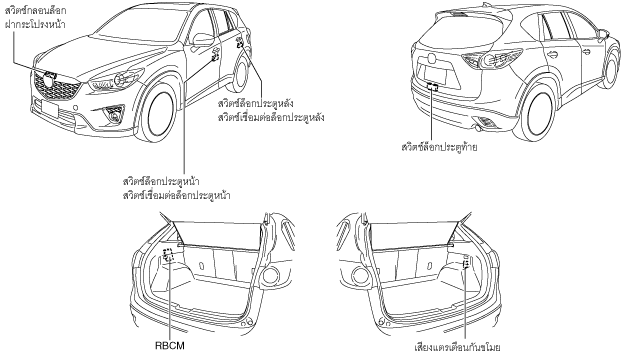 สวิตช์กลอนล็อก
ฝากระโปรงหน้า
สวิตช์ล็อกประตูหลัง
สวิตช์เชื่อมต่อล็อกประตูหลัง
สวิตช์ล็อกประตูท้าย
สวิตช์ล็อกประตูหน้า
สวิตช์เชื่อมต่อล็อกประตูหน้า
RBCM
เสียงแตรเตือนกันขโมย